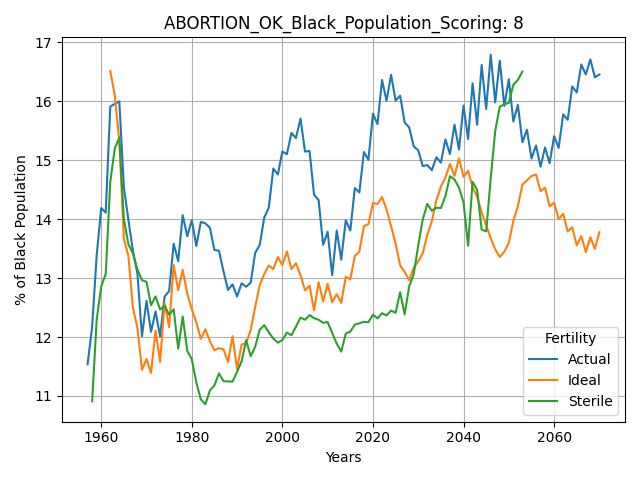 ABORTION_OK_Black_Population_Scoring: 8
17
16
15
14
13
12
11
% of Black Population
1960
1980
2000
2020
2040
2060
Years
Fertility
Actual
Ideal
Sterile